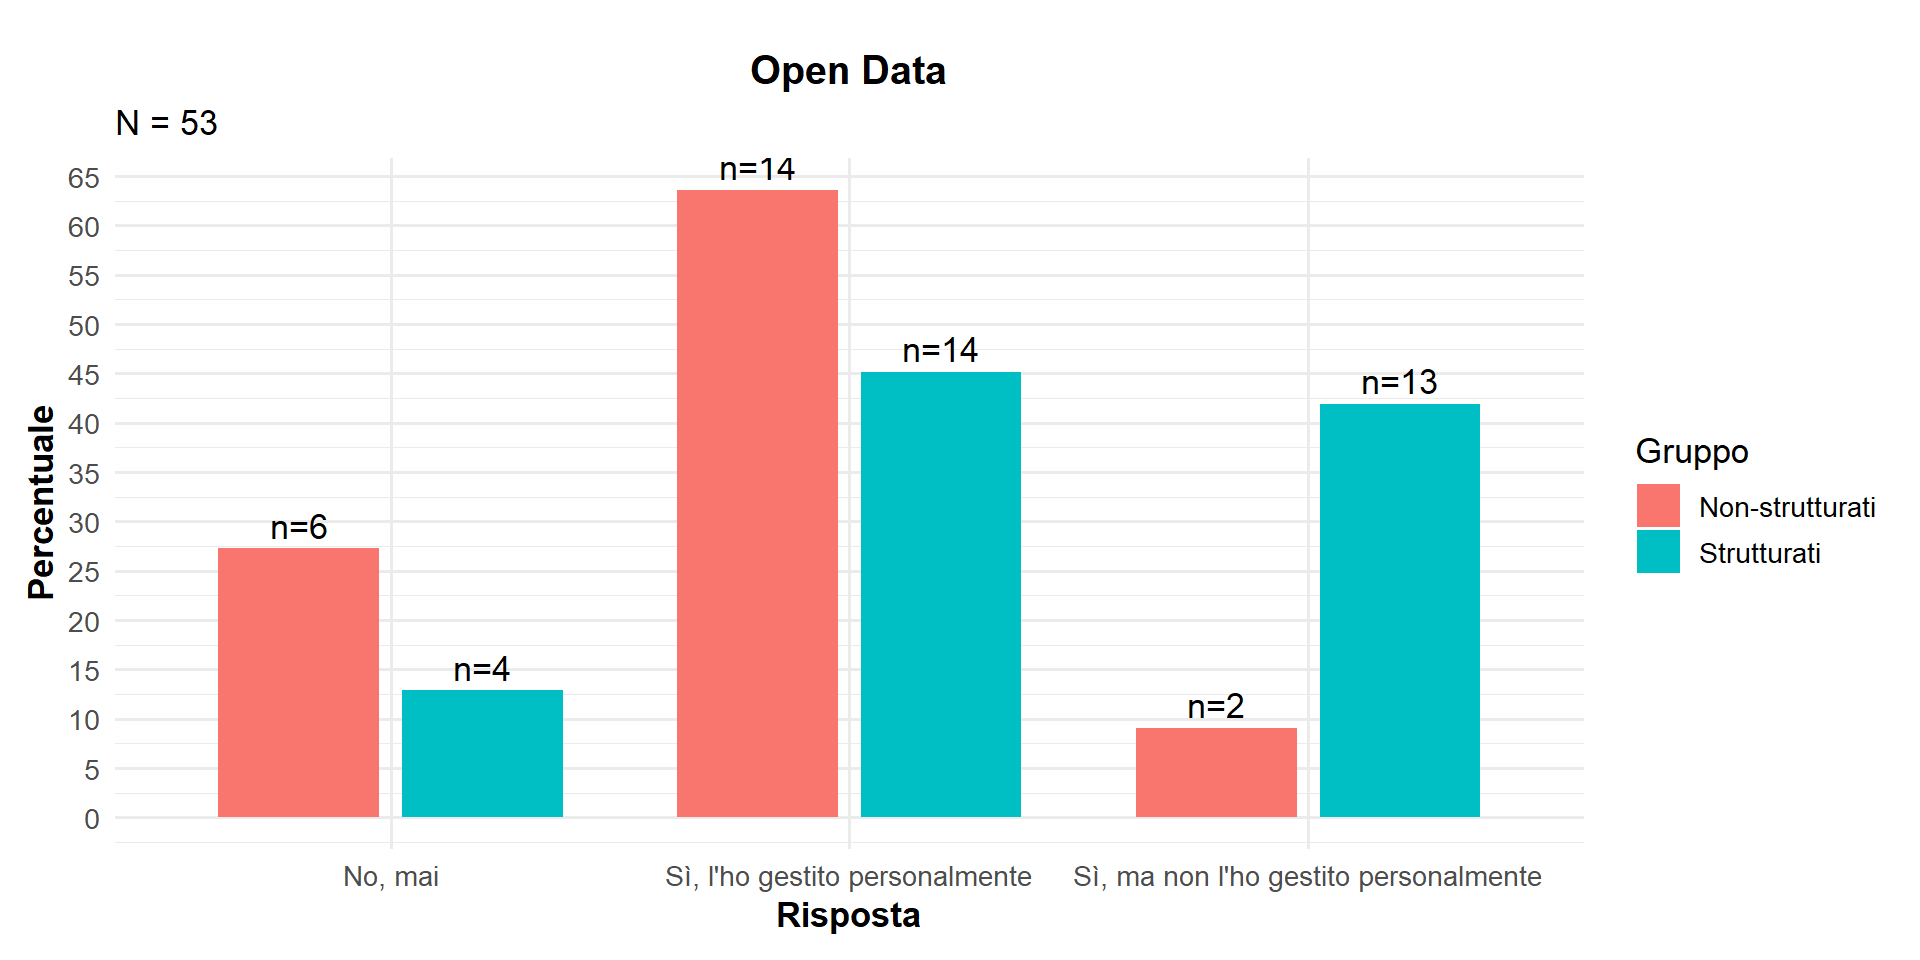 Open Data
N = 53
65
60
55
50
45
40
35
30
25
20
15
10
5
0
Percentuale
n=6
n=4
n=14
n=14
n=2
n=13
No, mai
Sì, l'ho gestito personalmente
Sì, ma non l'ho gestito personalmente
Risposta
Gruppo
Non-strutturati
Strutturati